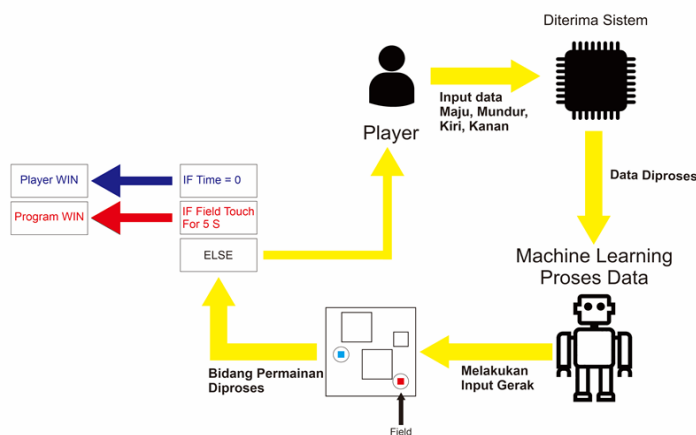 Diterima Sistem
Player
Input data
Maju, Mundur,
Kiri, Kanan
Data Diproses
Machine Learning
Proses Data
Melakukan
Input Gerak
Field
Bidang Permainan
Diproses
IF Time = 0
Player WIN
IF Field Touch
For 5 S
Program WIN
ELSE